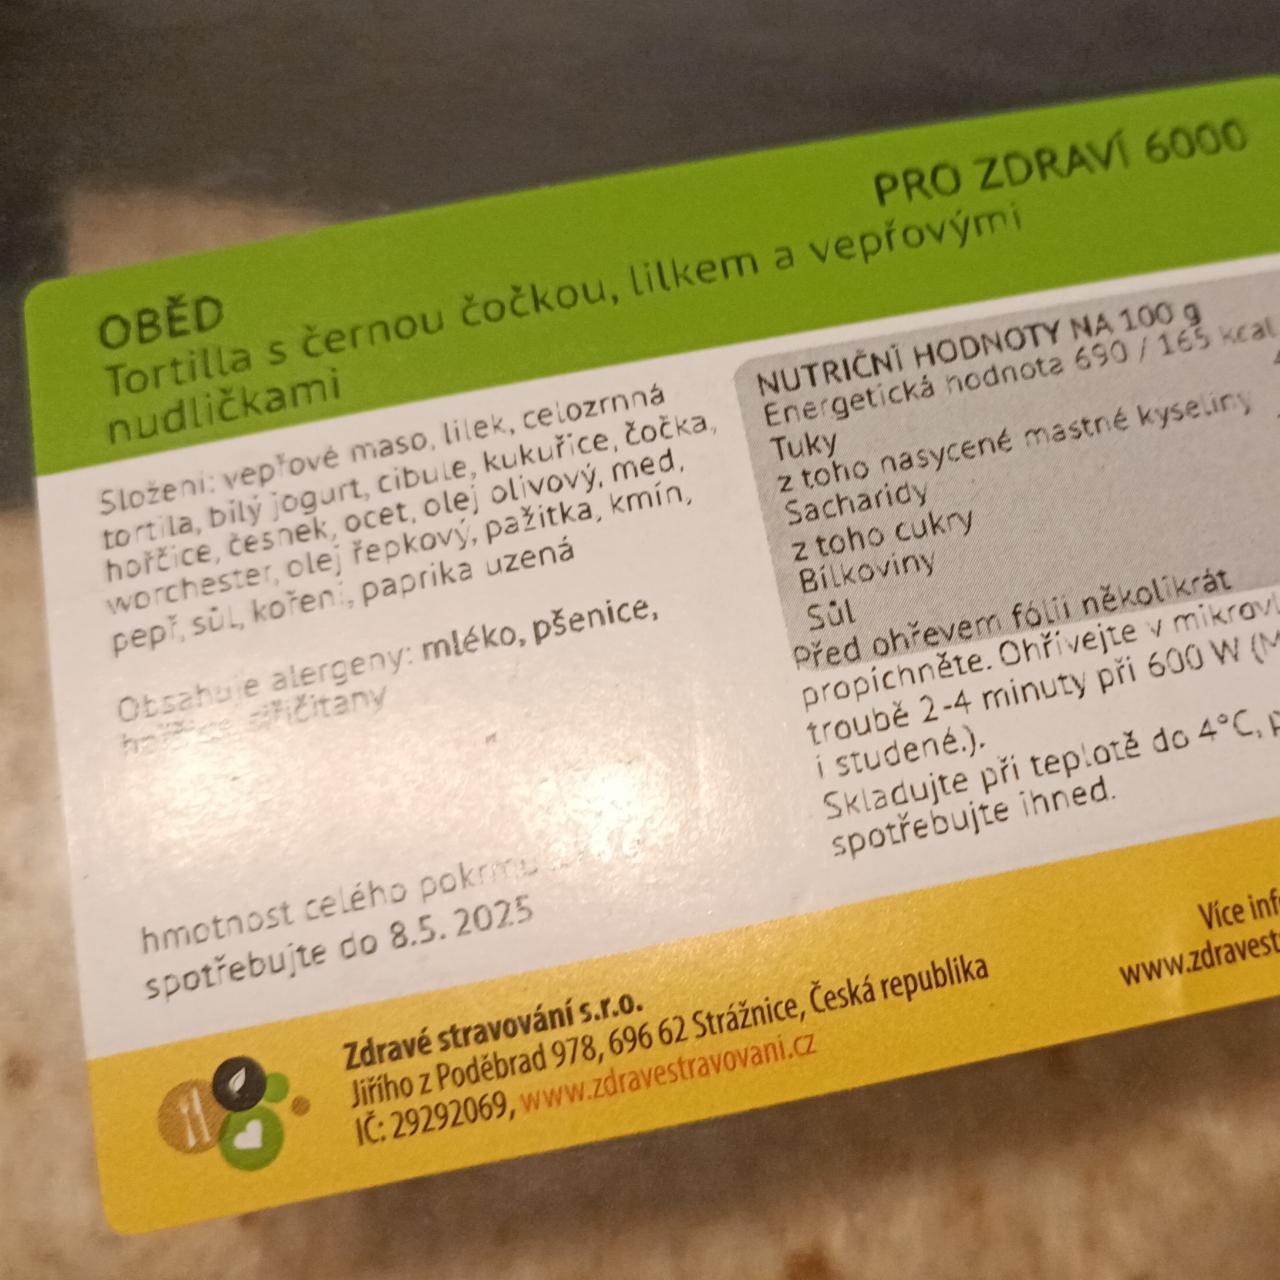 PRO ZDRAVÍ 6000
OBĚD
Tortilla s černou čočkou, lilkem a vepřovými
nudličkami
Složení: vepřové maso, lilek, celozrnná
tortila, bílý jogurt, cibule, kukuřice, čočka,
hořčice, česnek, ocet, olej olivový, med,
worchester, olej řepkový, pažitka, kmín,
pepř, sůl, koření, paprika uzená
Obsahuje alergeny: mléko, pšenice,
siřičitany
hmotnost celého pokrmu
spotřebujte do 8.5. 2025
NUTRIČNÍ HODNOTY NA 100 g
Energetická hodnota 690 / 165 kcal
Tuky
z toho nasycené mastné kyseliny
Sacharidy
z toho cukry
Bílkoviny
Sůl
Před ohřevem fólii několikrát
propíchněte. Ohřívejte v
troubě 2-4 minuty při 600 W
i studené.).
Skladujte při teplotě do 4°C,
spotřebujte ihned.
Zdravé stravování s.r.o.
Jiřího z Poděbrad 978, 696 62 Strážnice, Česká republika
IČ: 29292069, www.zdravestravovani.cz
Více